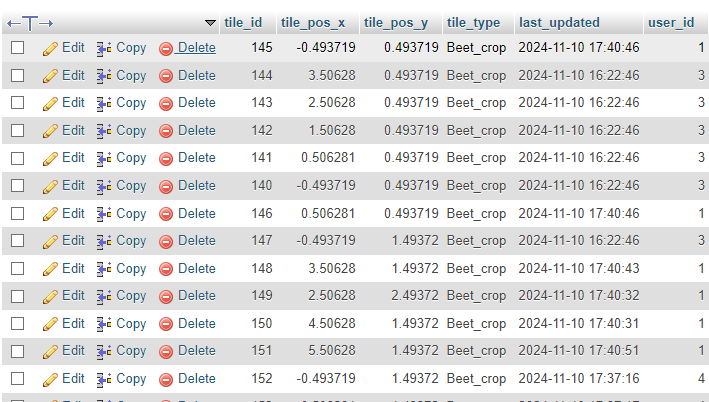 tile_id tile_pos_x tile_pos_y tile_type last_updated user_id
Edit Copy Delete 145 -0.493719 0.493719 Beet_crop 2024-11-10 17:40:46 1
Edit Copy Delete 144 3.50628 0.493719 Beet_crop 2024-11-10 16:22:46 3
Edit Copy Delete 143 2.50628 0.493719 Beet_crop 2024-11-10 16:22:46 3
Edit Copy Delete 142 1.50628 0.493719 Beet_crop 2024-11-10 16:22:46 3
Edit Copy Delete 141 0.506281 0.493719 Beet_crop 2024-11-10 16:22:46 3
Edit Copy Delete 140 -0.493719 0.493719 Beet_crop 2024-11-10 16:22:46 3
Edit Copy Delete 146 0.506281 0.493719 Beet_crop 2024-11-10 17:40:46 1
Edit Copy Delete 147 -0.493719 1.49372 Beet_crop 2024-11-10 16:22:46 3
Edit Copy Delete 148 3.50628 1.49372 Beet_crop 2024-11-10 17:40:43 1
Edit Copy Delete 149 2.50628 2.49372 Beet_crop 2024-11-10 17:40:32 1
Edit Copy Delete 150 4.50628 1.49372 Beet_crop 2024-11-10 17:40:31 1
Edit Copy Delete 151 5.50628 1.49372 Beet_crop 2024-11-10 17:40:51 1
Edit Copy Delete 152 -0.493719 1.49372 Beet_crop 2024-11-10 17:37:16 4